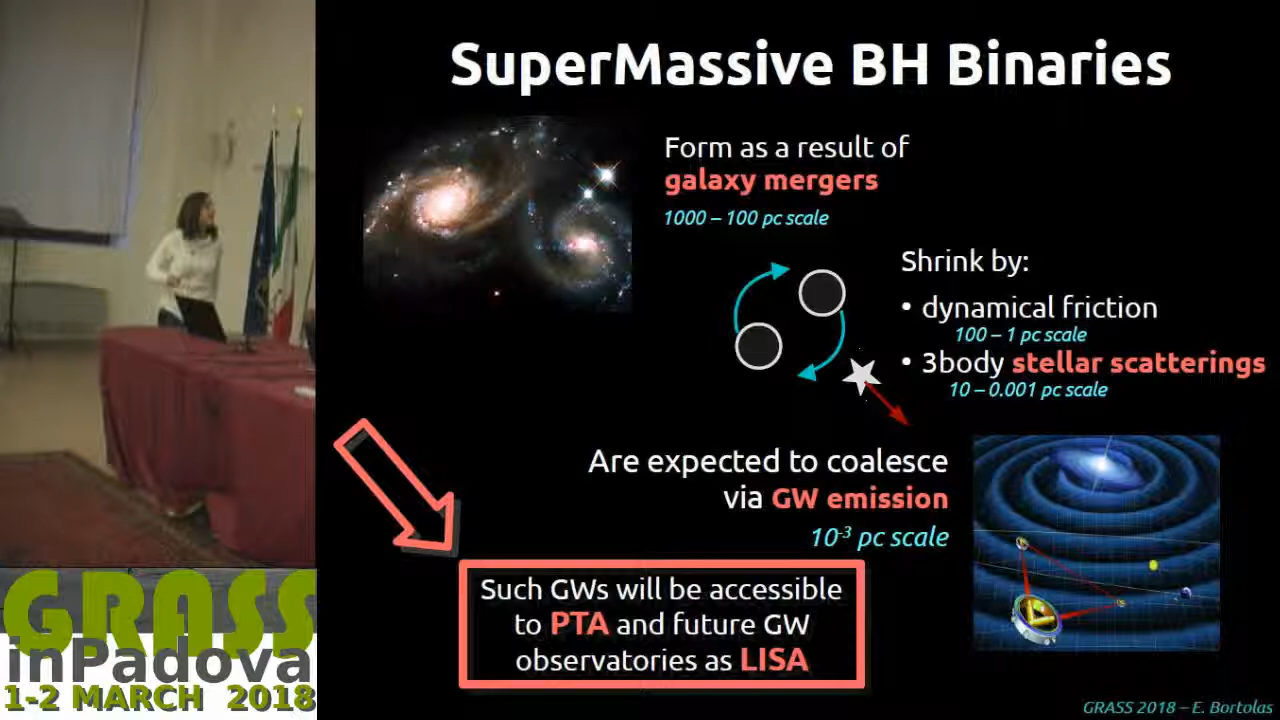 SuperMassive BH Binaries
Form as a result of
galaxy mergers
1000 – 100 pc scale
Shrink by:
• dynamical friction
100 – 1 pc scale
• 3body stellar scatterings
10 – 0.001 pc scale
Are expected to coalesce
via GW emission
10⁻³ pc scale
Such GWs will be accessible
to PTA and future GW
observatories as LISA
GRASS 2018 – E. Bortolas
GRASS
inPadova
1-2 MARCH 2018